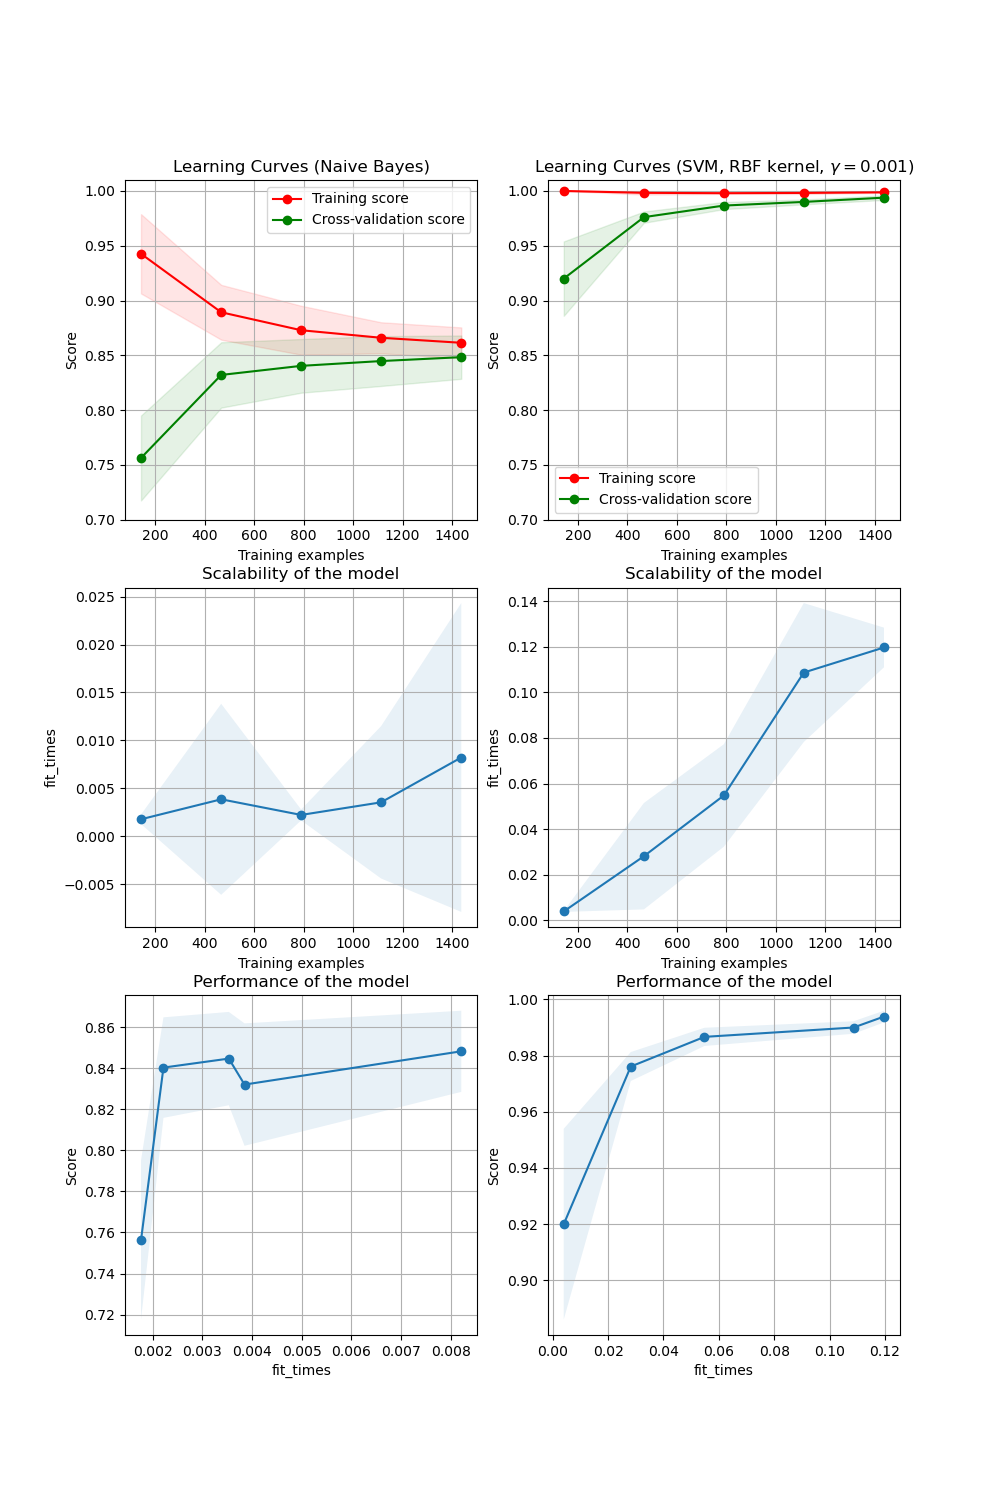 Learning Curves (Naive Bayes)
1.00
0.95
0.90
0.85
0.80
0.75
0.70
Score
Training score
Cross-validation score
200 400 600 800 1000 1200 1400
Training examples
Learning Curves (SVM, RBF kernel, γ = 0.001)
1.00
0.95
0.90
0.85
0.80
0.75
0.70
Score
Training score
Cross-validation score
200 400 600 800 1000 1200 1400
Training examples
Scalability of the model
0.025
0.020
0.015
0.010
0.005
0.000
−0.005
fit_times
200 400 600 800 1000 1200 1400
Training examples
Scalability of the model
0.14
0.12
0.10
0.08
0.06
0.04
0.02
0.00
fit_times
200 400 600 800 1000 1200 1400
Training examples
Performance of the model
0.86
0.84
0.82
0.80
0.78
0.76
0.74
0.72
Score
0.002 0.003 0.004 0.005 0.006 0.007 0.008
fit_times
Performance of the model
1.00
0.98
0.96
0.94
0.92
0.90
Score
0.00 0.02 0.04 0.06 0.08 0.10 0.12
fit_times